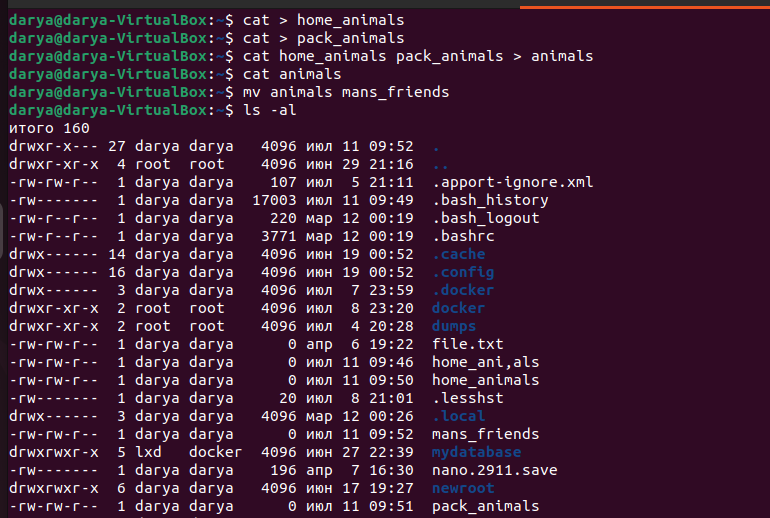 darya@darya-VirtualBox:~$ cat > home_animals
darya@darya-VirtualBox:~$ cat > pack_animals
darya@darya-VirtualBox:~$ cat home_animals pack_animals > animals
darya@darya-VirtualBox:~$ cat animals
darya@darya-VirtualBox:~$ mv animals mans_friends
darya@darya-VirtualBox:~$ ls -al
итого 160
drwxr-x--- 27 darya darya  4096 июл 11 09:52 .
drwxr-xr-x  4 root  root   4096 июн 29 21:16 ..
-rw-rw-r--  1 darya darya   107 июл  5 21:11 .apport-ignore.xml
-rw-------  1 darya darya 17003 июл 11 09:49 .bash_history
-rw-r--r--  1 darya darya   220 мар 12 00:19 .bash_logout
-rw-r--r--  1 darya darya  3771 мар 12 00:19 .bashrc
drwx------ 14 darya darya  4096 июн 19 00:52 .cache
drwx------ 16 darya darya  4096 июн 19 00:52 .config
drwx------  3 darya darya  4096 июл  7 23:59 .docker
drwxr-xr-x  2 root  root   4096 июл  8 23:20 docker
drwxr-xr-x  2 root  root   4096 июл  4 20:28 dumps
-rw-rw-r--  1 darya darya     0 апр  6 19:22 file.txt
-rw-rw-r--  1 darya darya     0 июл 11 09:46 home_ani,als
-rw-rw-r--  1 darya darya     0 июл 11 09:50 home_animals
-rw-------  1 darya darya    20 июл  8 21:01 .lesshst
drwx------  3 darya darya  4096 мар 12 00:26 .local
-rw-rw-r--  1 darya darya     0 июл 11 09:52 mans_friends
drwxrwxr-x  5 lxd   docker  4096 июн 27 22:39 mydatabase
-rw-------  1 darya darya   196 апр  7 16:30 nano.2911.save
drwxrwxr-x  6 darya darya  4096 июн 17 19:27 newroot
-rw-rw-r--  1 darya darya     0 июл 11 09:51 pack_animals